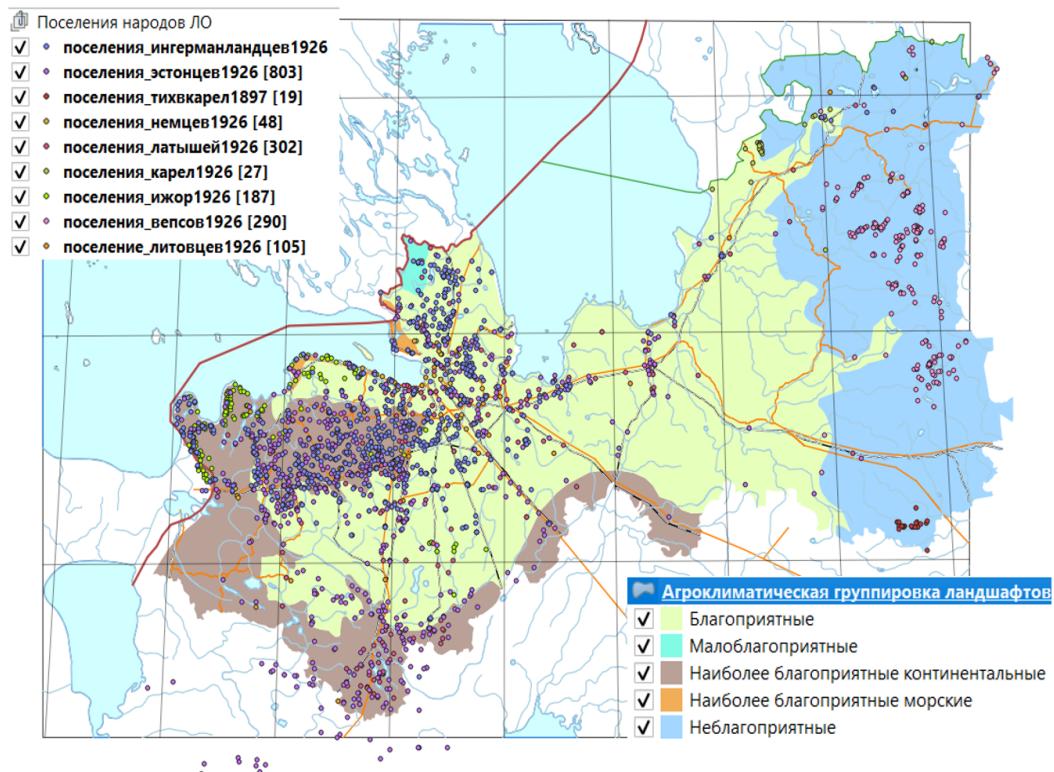 Поселения народов ЛО
поселения_ингерманландцев1926
поселения_эстонцев1926 [803]
поселения_тихвкарел1897 [19]
поселения_немцев1926 [48]
поселения_латышей1926 [302]
поселения_карел1926 [27]
поселения_ижор1926 [187]
поселения_вепсов1926 [290]
поселение_литовцев1926 [105]
Агроклиматическая группировка ландшафтов
Благоприятные
Малоблагоприятные
Наиболее благоприятные континентальные
Наиболее благоприятные морские
Неблагоприятные